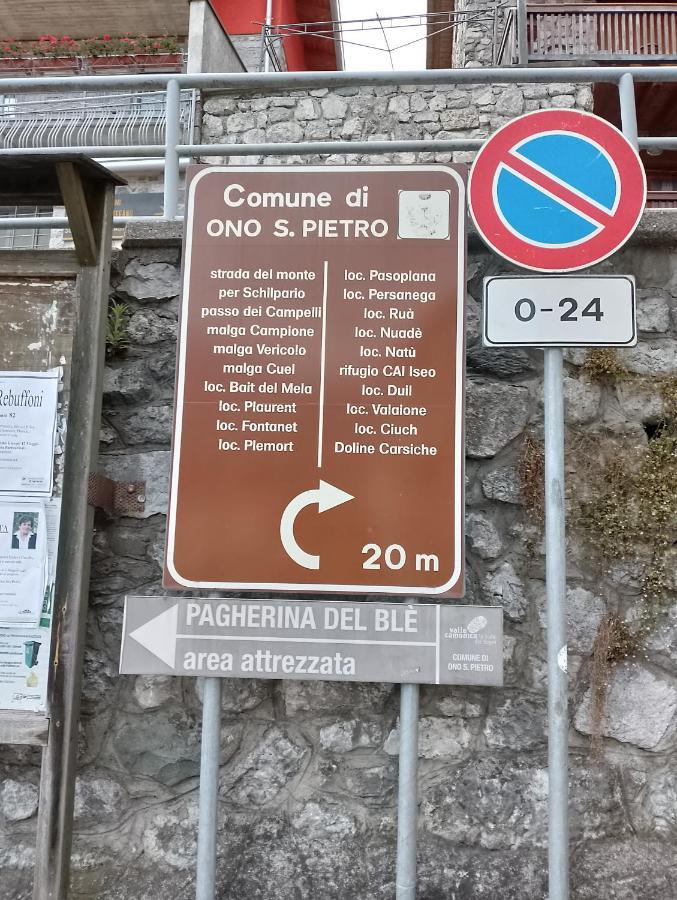 Comune di
ONO S. PIETRO
strada del monte
per Schilpario
passo dei Campelli
malga Campione
malga Vericolo
malga Cuel
loc. Bait del Mela
loc. Plaurent
loc. Fontanet
loc. Plemort
loc. Pasoplana
loc. Persanega
loc. Ruà
loc. Nuadè
loc. Natù
rifugio CAI Iseo
loc. Duil
loc. Valaione
loc. Ciuch
Doline Carsiche
20 m
0-24
PAGHERINA DEL BLÈ
area attrezzata
valle
camonica
COMUNE DI
ONO S. PIETRO
Rebuffoni
82